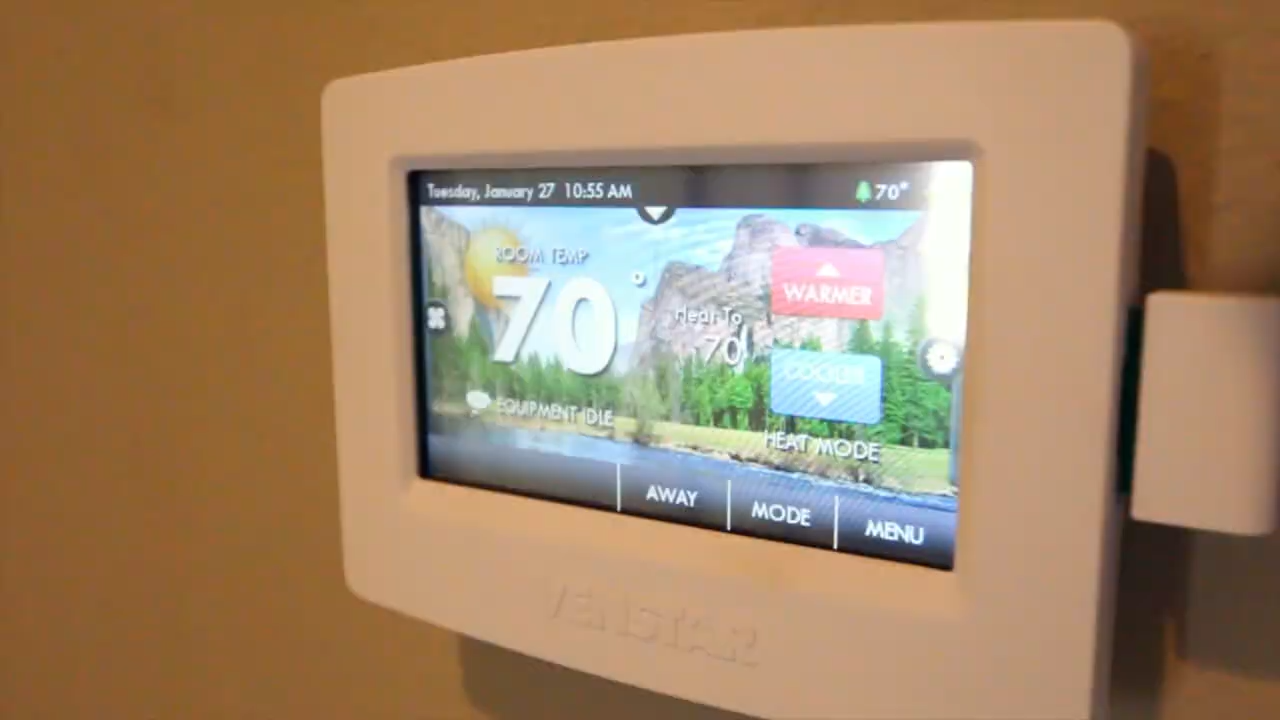 Tuesday, January 27 10:55 AM
70°
ROOM TEMP
70°
Heat To
70
WARMER
COOLER
EQUIPMENT IDLE
HEAT MODE
AWAY
MODE
MENU
VENSTAR